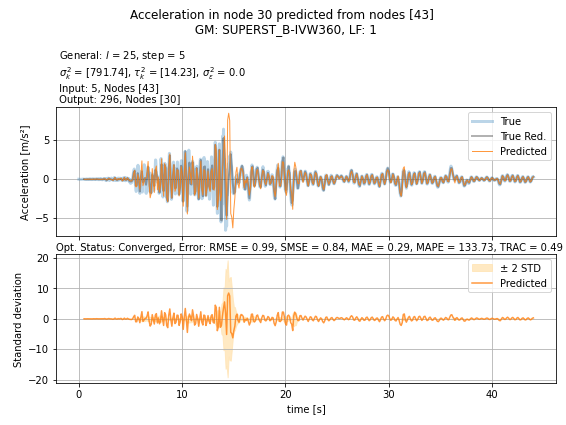 Acceleration in node 30 predicted from nodes [43]
GM: SUPERST_B-IVW360, LF: 1
General: l = 25, step = 5
σ²ₖ = [791.74], τ²ₖ = [14.23], σ²ε = 0.0
Input: 5, Nodes [43]
Output: 296, Nodes [30]
Acceleration [m/s²]
5
0
−5
True
True Red.
Predicted
Opt. Status: Converged, Error: RMSE = 0.99, SMSE = 0.84, MAE = 0.29, MAPE = 133.73, TRAC = 0.49
Standard deviation
20
10
0
−10
−20
± 2 STD
Predicted
0 10 20 30 40
time [s]